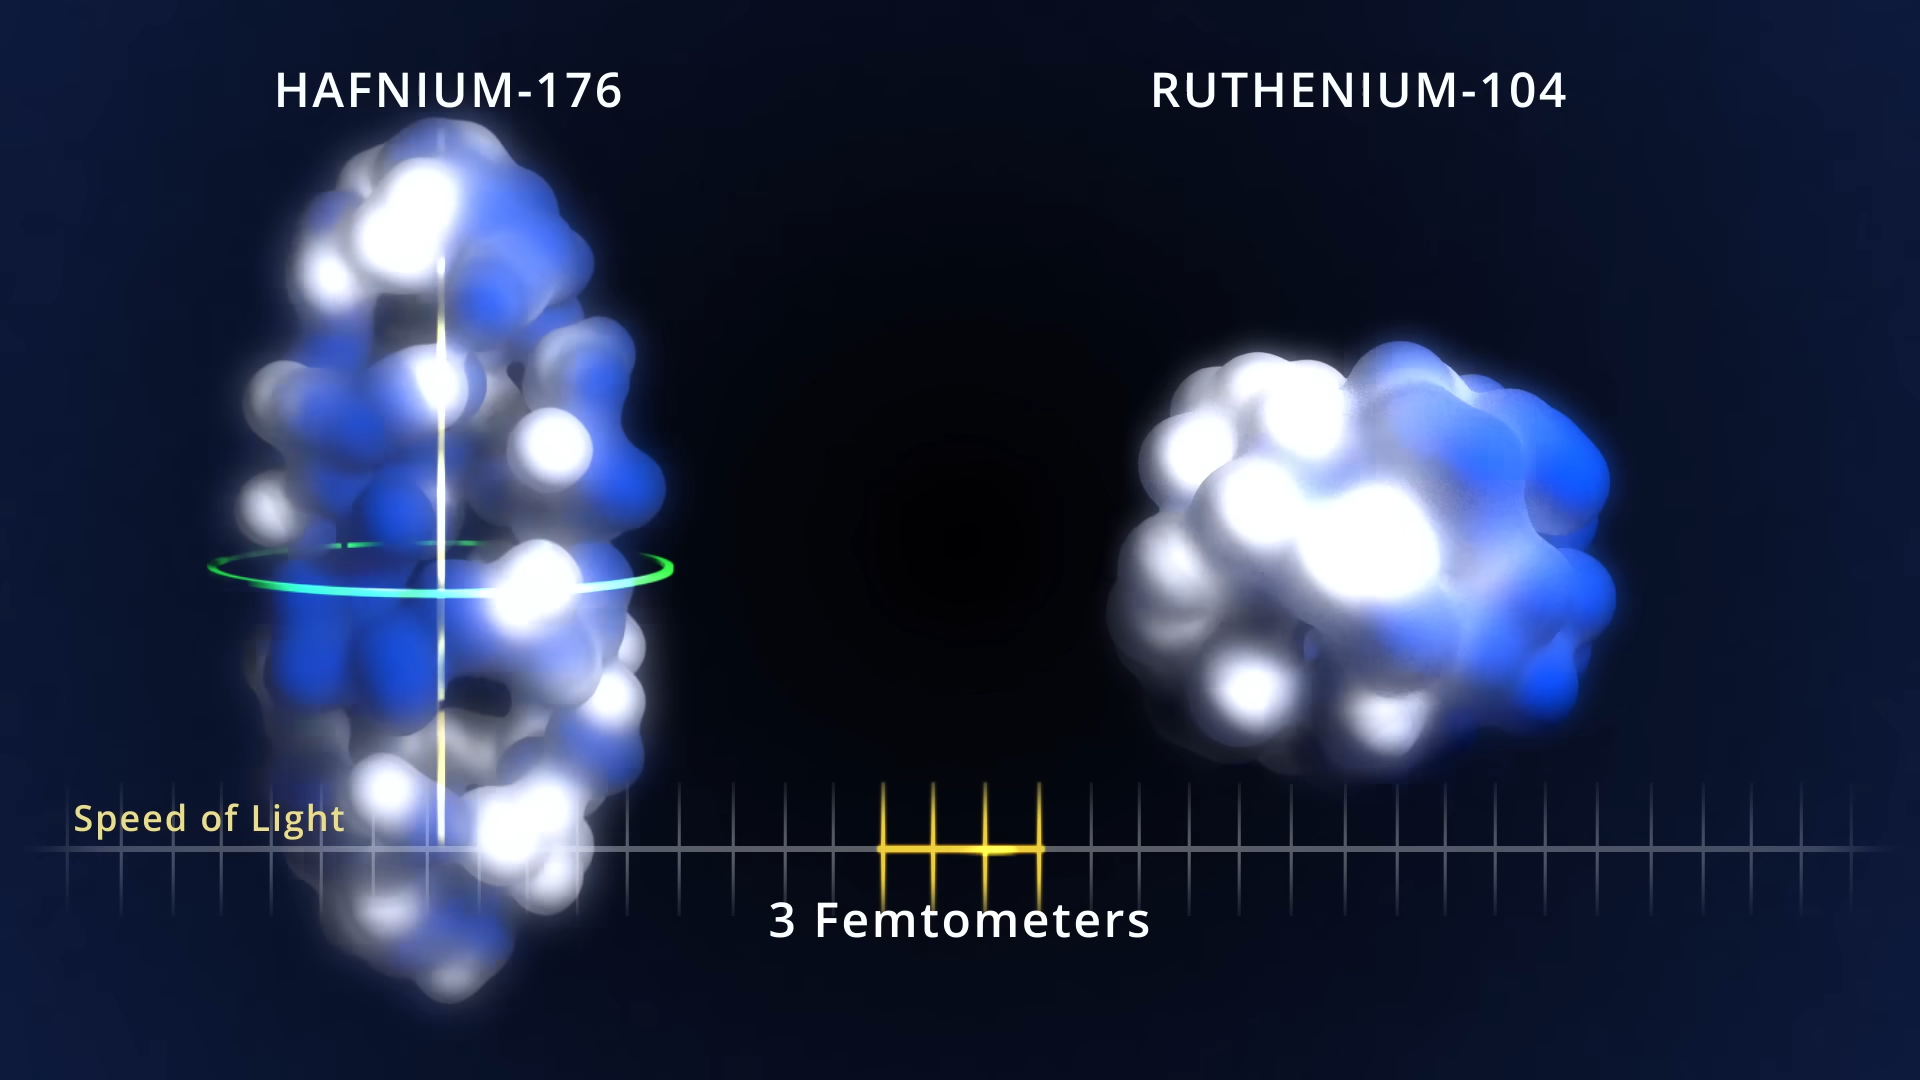 HAFNIUM-176
RUTHENIUM-104
Speed of Light
3 Femtometers